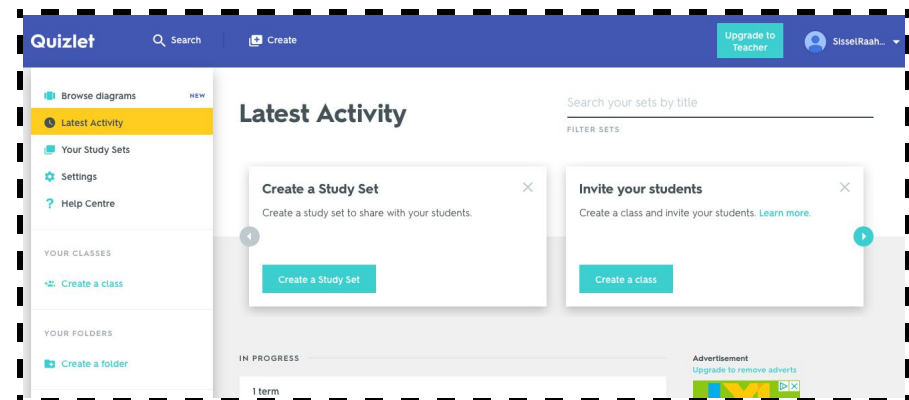 Quizlet
Search
Create
Upgrade to
Teacher
SisselRaah...
Browse diagrams NEW
Latest Activity
Your Study Sets
Settings
Help Centre
YOUR CLASSES
Create a class
YOUR FOLDERS
Create a folder
Latest Activity
Search your sets by title
FILTER SETS
Create a Study Set
Create a study set to share with your students.
Create a Study Set
Invite your students
Create a class and invite your students. Learn more.
Create a class
IN PROGRESS
1 term
Advertisement
Upgrade to remove adverts